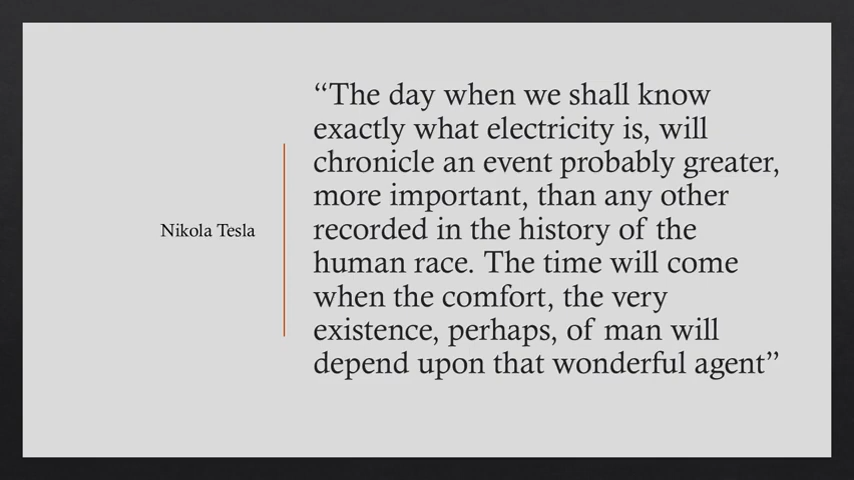 Nikola Tesla
“The day when we shall know
exactly what electricity is, will
chronicle an event probably greater,
more important, than any other
recorded in the history of the
human race. The time will come
when the comfort, the very
existence, perhaps, of man will
depend upon that wonderful agent”